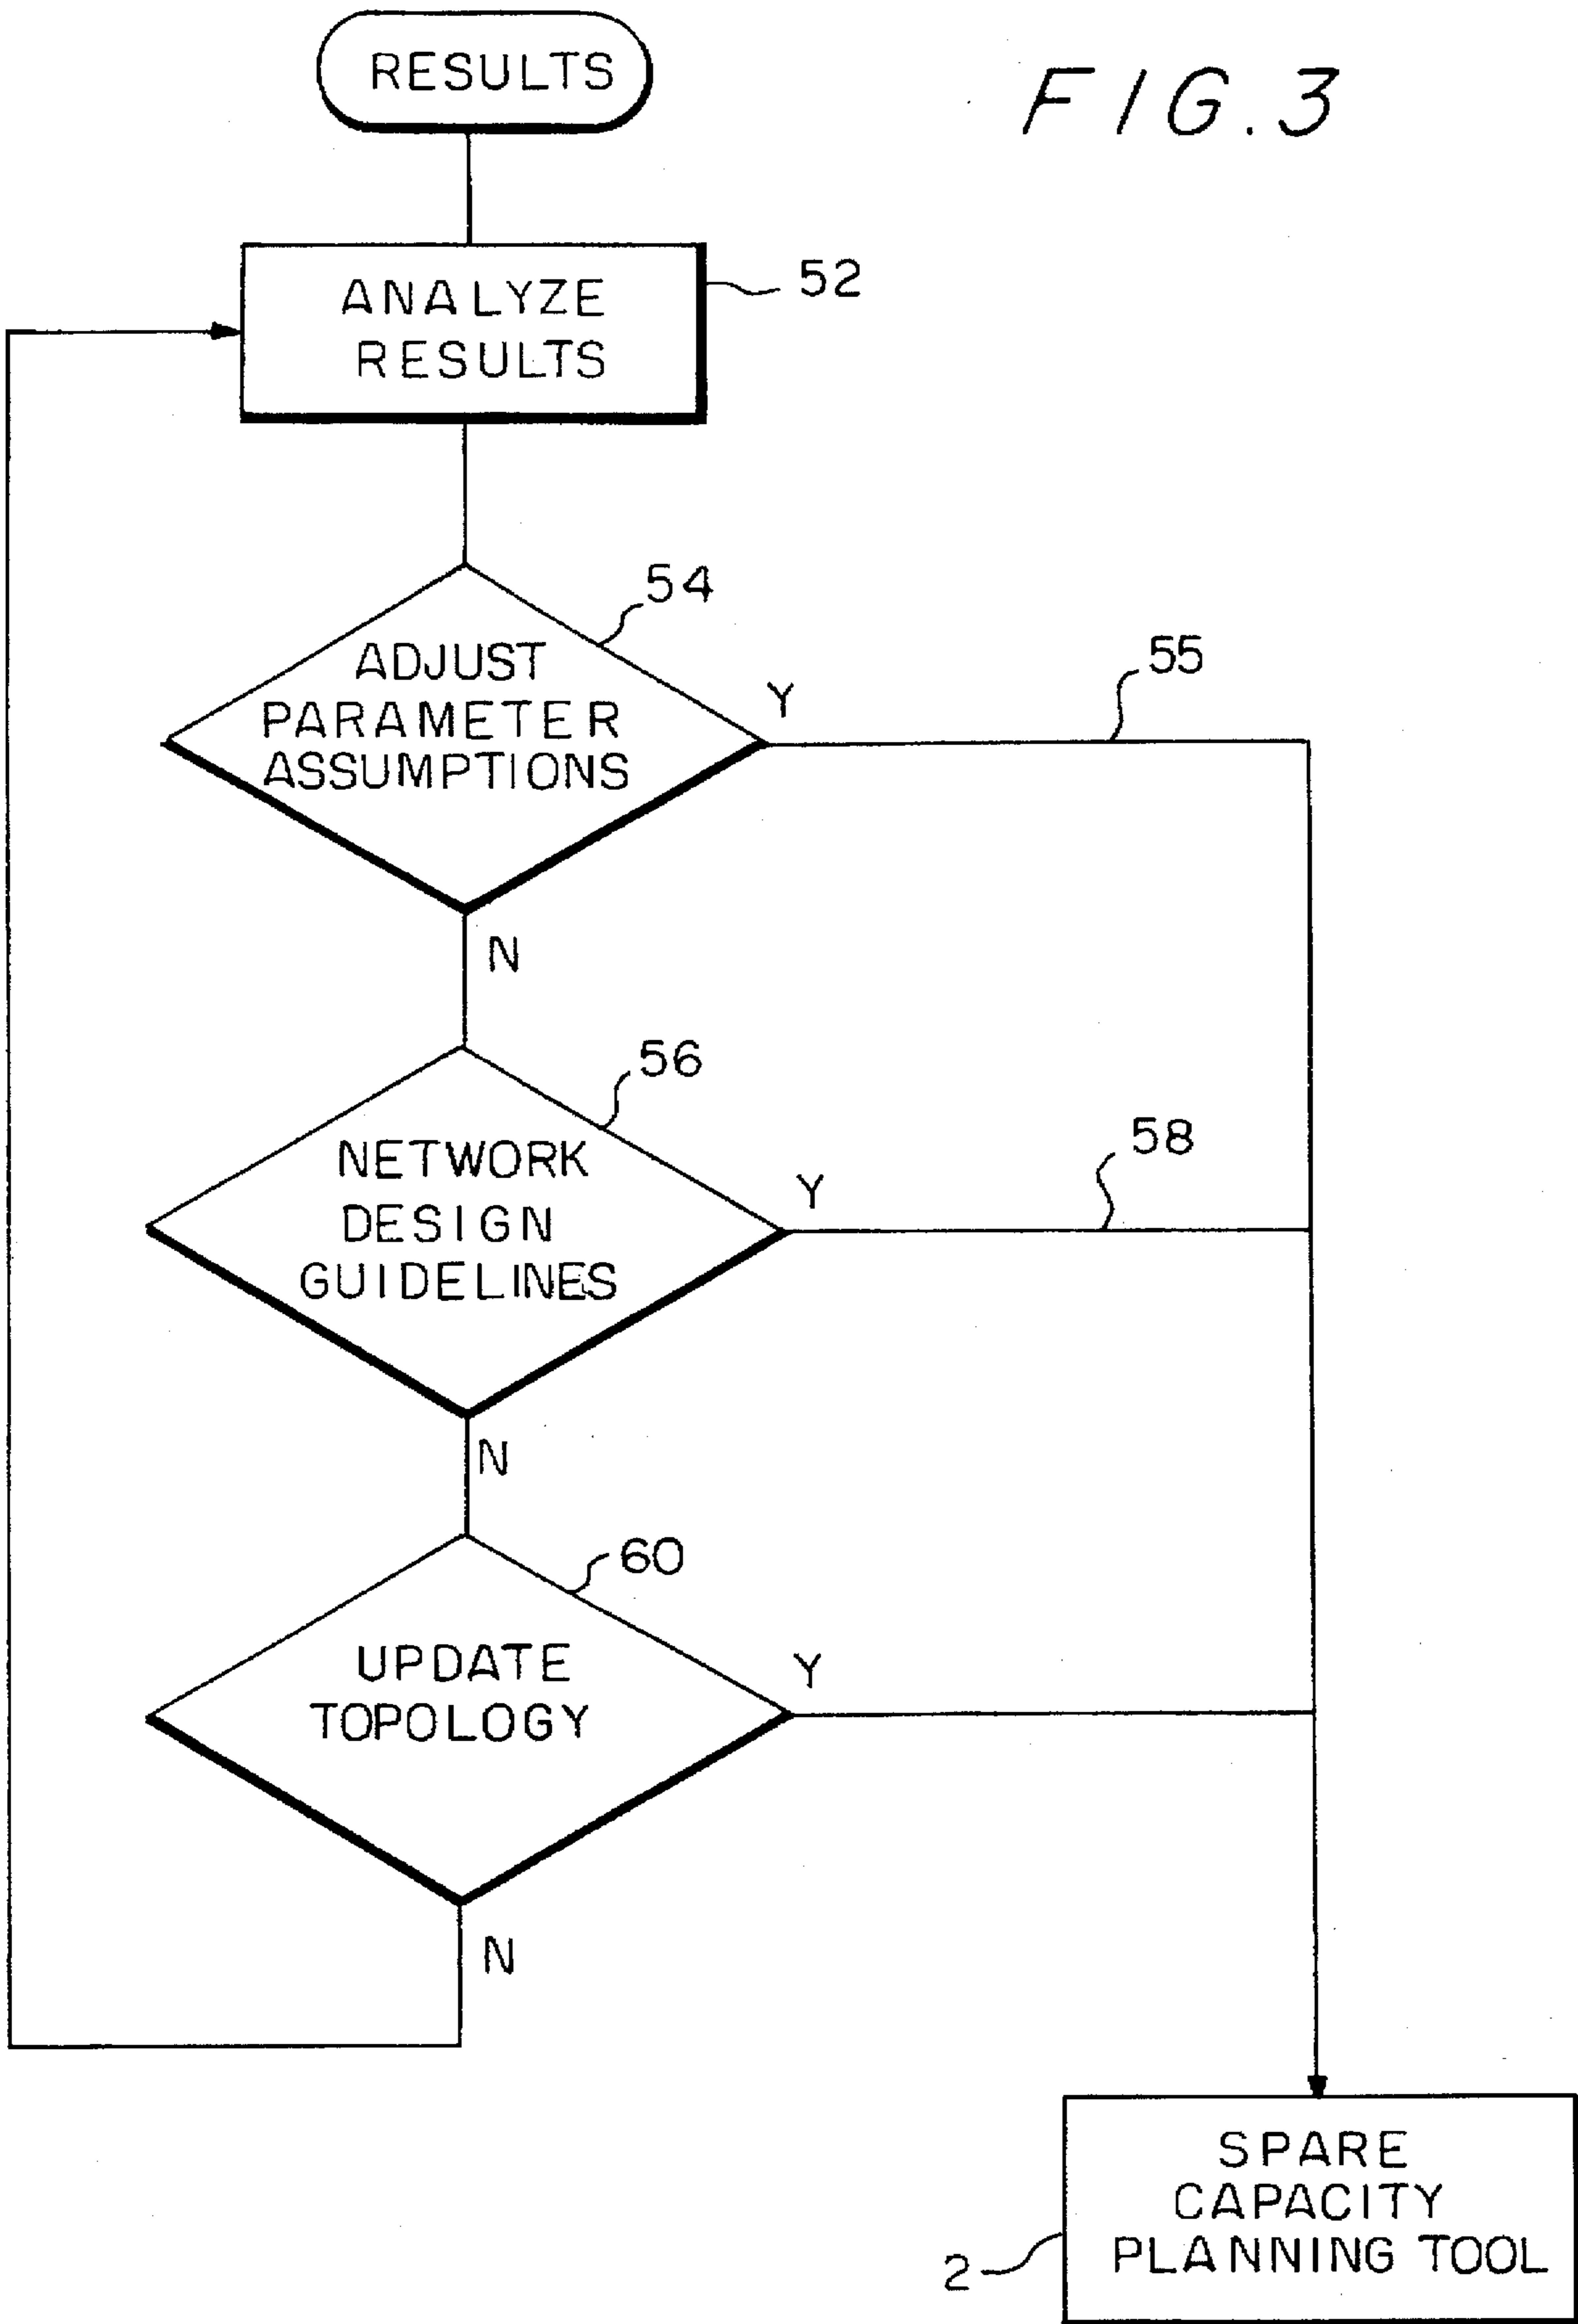 RESULTS
FIG. 3
ANALYZE
RESULTS
52
54
ADJUST
PARAMETER
ASSUMPTIONS
Y
55
N
56
NETWORK
DESIGN
GUIDELINES
Y
58
N
60
UPDATE
TOPOLOGY
Y
N
SPARE
CAPACITY
PLANNING TOOL
2